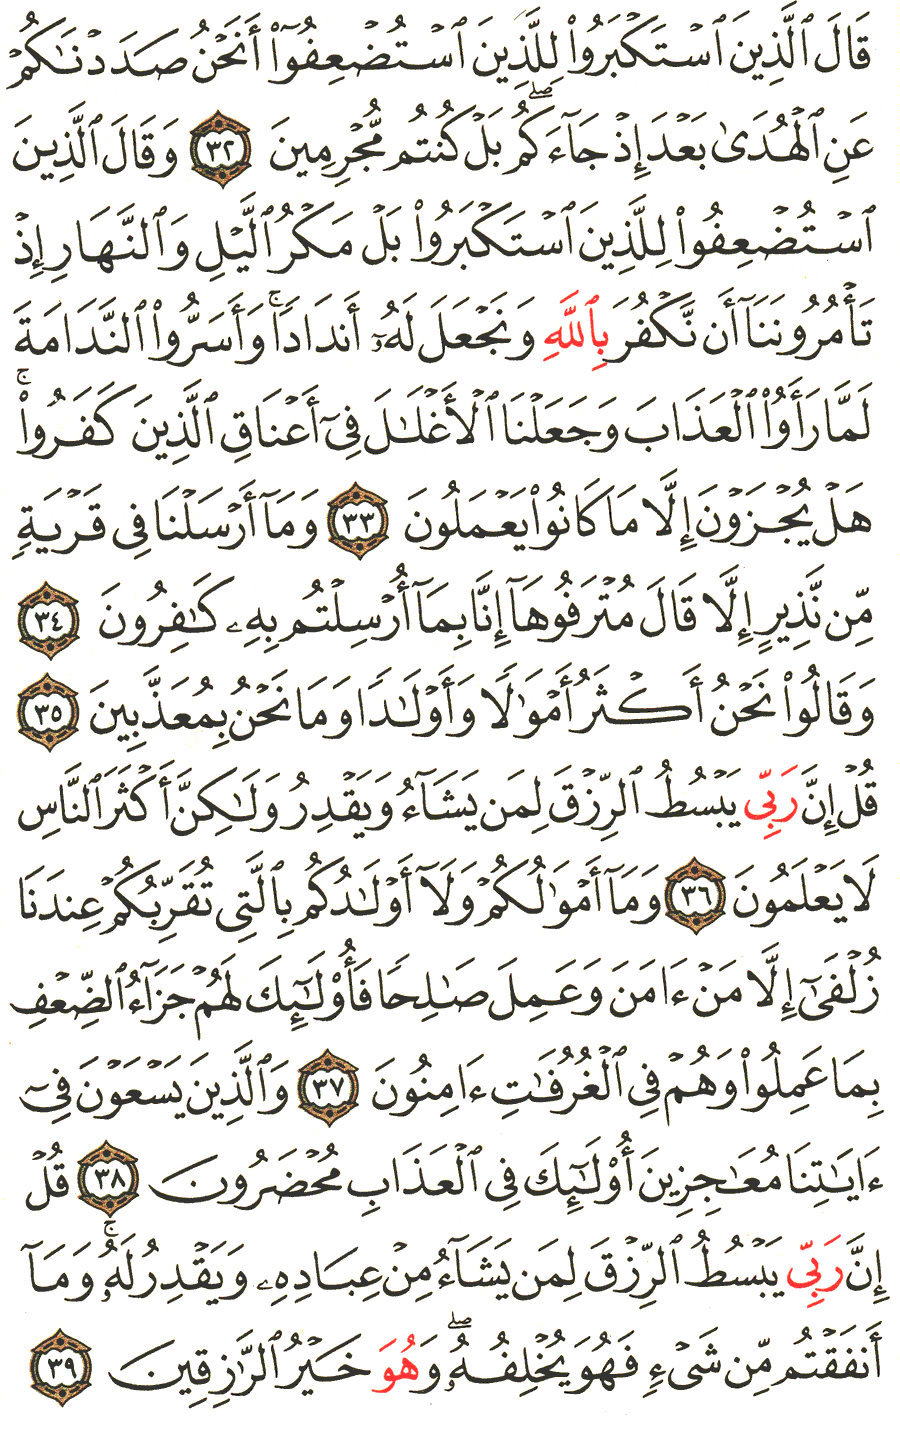 قَالَ ٱلَّذِينَ ٱسْتَكْبَرُوا۟ لِلَّذِينَ ٱسْتُضْعِفُوٓا۟ أَنَحْنُ صَدَدْنَـٰكُمْ
عَنِ ٱلْهُدَىٰ بَعْدَ إِذْ جَآءَكُم ۖ بَلْ كُنتُم مُّجْرِمِينَ ٣٢ وَقَالَ ٱلَّذِينَ
ٱسْتُضْعِفُوا۟ لِلَّذِينَ ٱسْتَكْبَرُوا۟ بَلْ مَكْرُ ٱلَّيْلِ وَٱلنَّهَارِ إِذْ
تَأْمُرُونَنَآ أَن نَّكْفُرَ بِٱللَّهِ وَنَجْعَلَ لَهُۥٓ أَندَادًا ۚ وَأَسَرُّوا۟ ٱلنَّدَامَةَ
لَمَّا رَأَوُا۟ ٱلْعَذَابَ وَجَعَلْنَا ٱلْأَغْلَـٰلَ فِىٓ أَعْنَاقِ ٱلَّذِينَ كَفَرُوا۟ ۚ
هَلْ يُجْزَوْنَ إِلَّا مَا كَانُوا۟ يَعْمَلُونَ ٣٣ وَمَآ أَرْسَلْنَا فِى قَرْيَةٍ
مِّن نَّذِيرٍ إِلَّا قَالَ مُتْرَفُوهَآ إِنَّا بِمَآ أُرْسِلْتُم بِهِۦ كَـٰفِرُونَ ٣٤
وَقَالُوا۟ نَحْنُ أَكْثَرُ أَمْوَٰلًا وَأَوْلَـٰدًا وَمَا نَحْنُ بِمُعَذَّبِينَ ٣٥
قُلْ إِنَّ رَبِّى يَبْسُطُ ٱلرِّزْقَ لِمَن يَشَآءُ وَيَقْدِرُ وَلَـٰكِنَّ أَكْثَرَ ٱلنَّاسِ
لَا يَعْلَمُونَ ٣٦ وَمَآ أَمْوَٰلُكُمْ وَلَآ أَوْلَـٰدُكُم بِٱلَّتِى تُقَرِّبُكُمْ عِندَنَا
زُلْفَىٰٓ إِلَّا مَنْ ءَامَنَ وَعَمِلَ صَـٰلِحًا فَأُو۟لَـٰٓئِكَ لَهُمْ جَزَآءُ ٱلضِّعْفِ
بِمَا عَمِلُوا۟ وَهُمْ فِى ٱلْغُرُفَـٰتِ ءَامِنُونَ ٣٧ وَٱلَّذِينَ يَسْعَوْنَ فِىٓ
ءَايَـٰتِنَا مُعَـٰجِزِينَ أُو۟لَـٰٓئِكَ فِى ٱلْعَذَابِ مُحْضَرُونَ ٣٨ قُلْ
إِنَّ رَبِّى يَبْسُطُ ٱلرِّزْقَ لِمَن يَشَآءُ مِنْ عِبَادِهِۦ وَيَقْدِرُ لَهُۥ ۚ وَمَآ
أَنفَقْتُم مِّن شَىْءٍ فَهُوَ يُخْلِفُهُۥ ۖ وَهُوَ خَيْرُ ٱلرَّٰزِقِينَ ٣٩